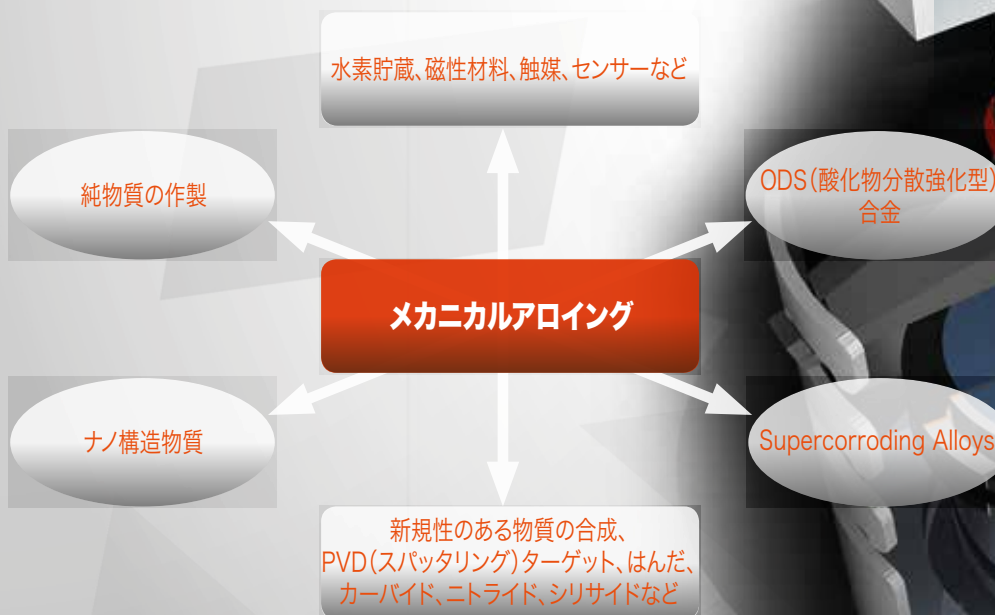 水素貯蔵、磁性材料、触媒、センサーなど
純物質の作製
ODS(酸化物分散強化型)
合金
メカニカルアロイング
ナノ構造物質
Supercorroding Alloys
新規性のある物質の合成、
PVD(スパッタリング)ターゲット、はんだ、
カーバイド、ニトライド、シリサイドなど